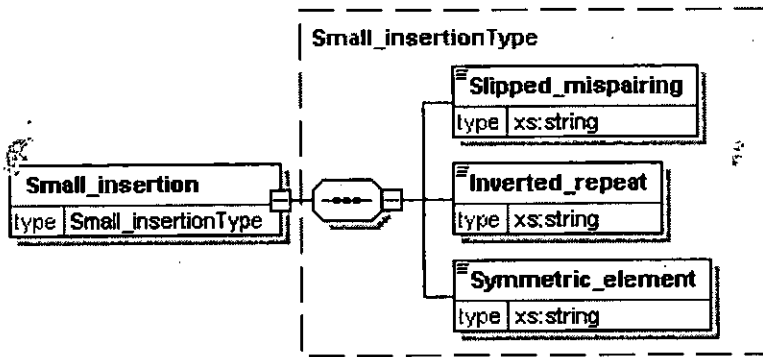 Small_insertionType
Slipped_mispairing
type xs:string
Small_insertion
type Small_insertionType
Inverted_repeat
type xs:string
Symmetric_element
type xs:string